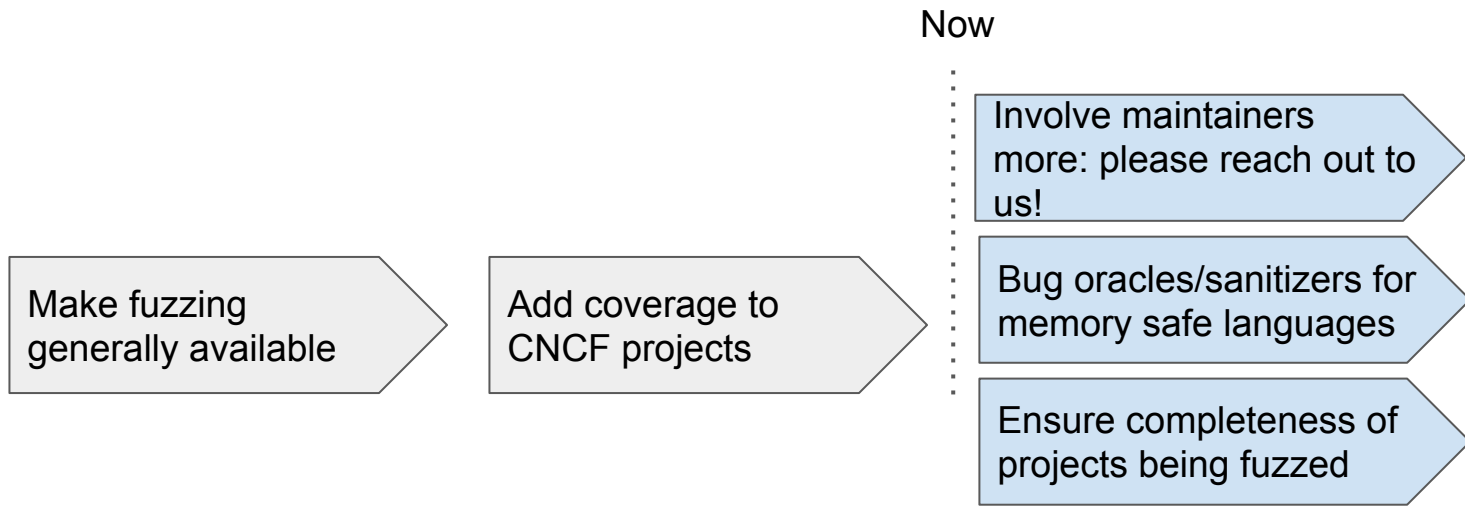 Now
Make fuzzing
generally available
Add coverage to
CNCF projects
Involve maintainers
more: please reach out to
us!
Bug oracles/sanitizers for
memory safe languages
Ensure completeness of
projects being fuzzed